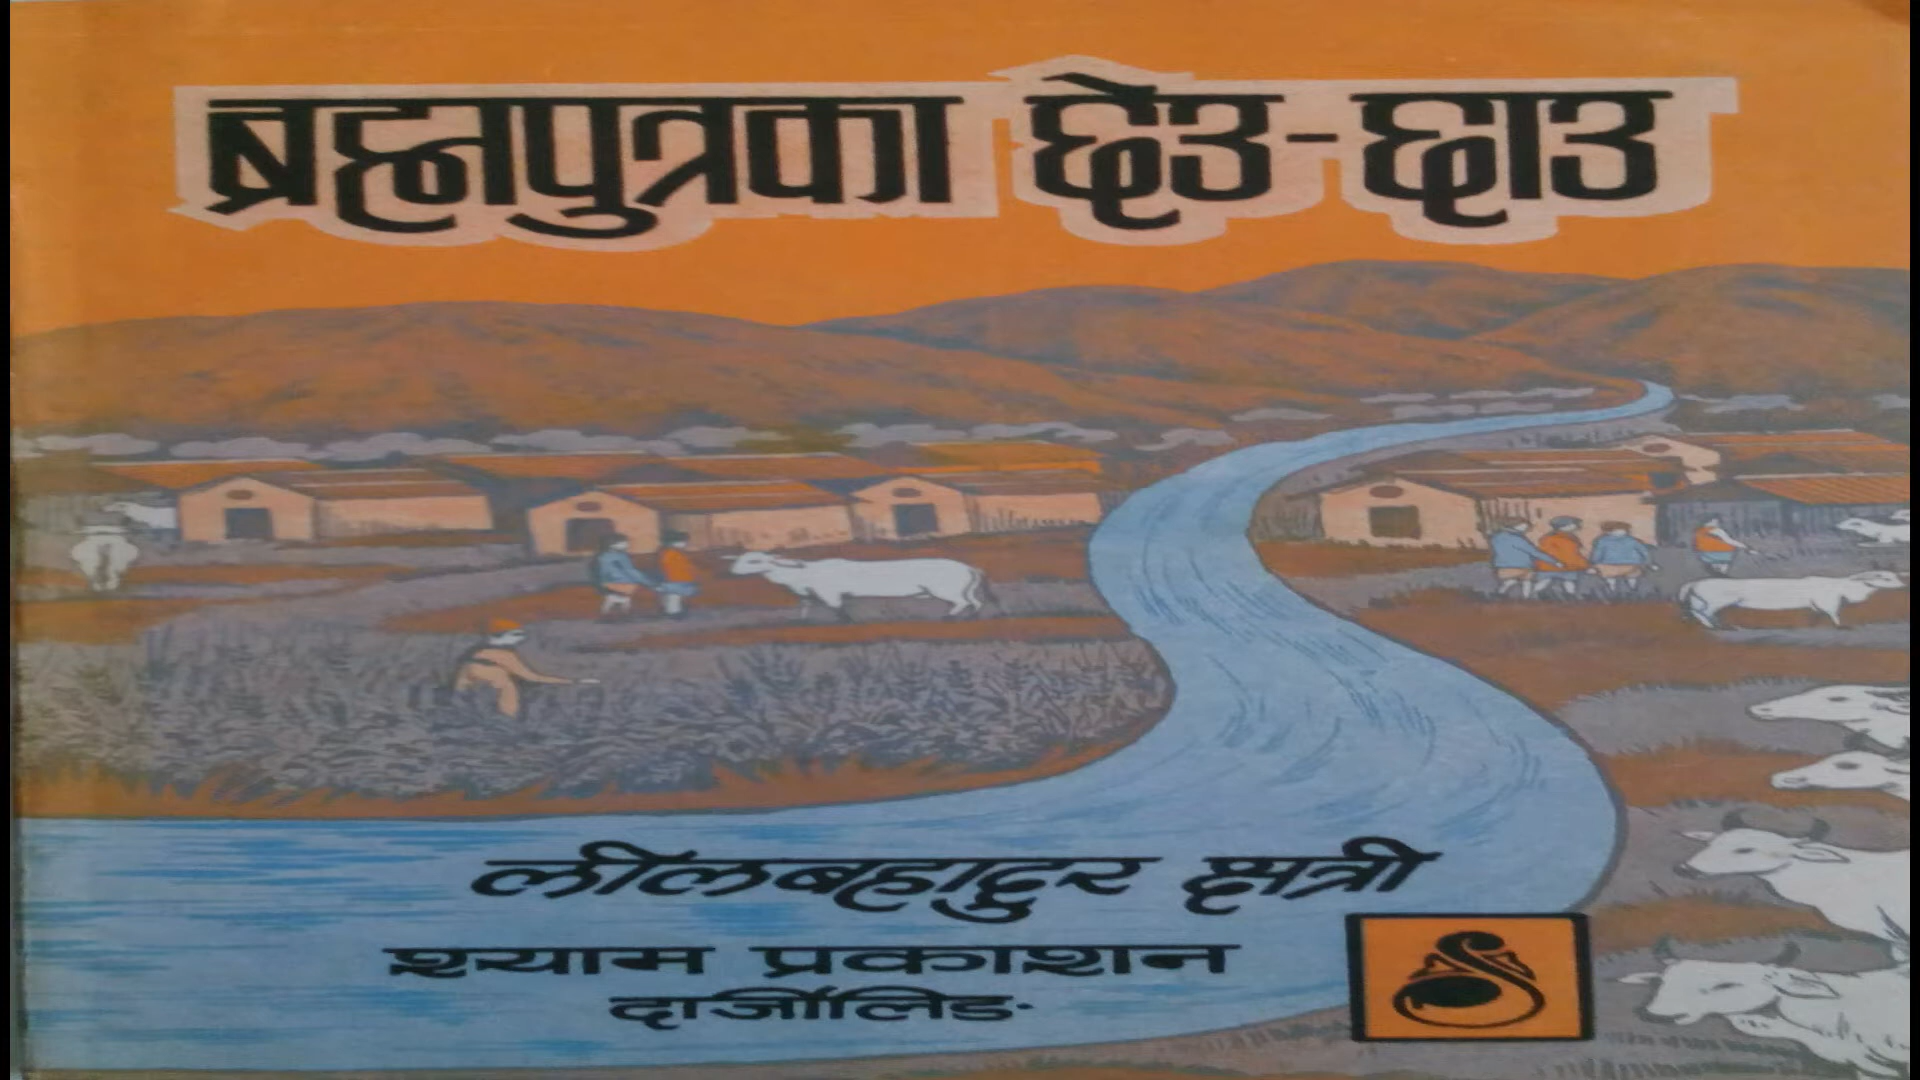 ब्रह्मपुत्रका छेउ-छाउ
लीलबहादुर क्षत्री
श्याम प्रकाशन
दार्जीलिङ